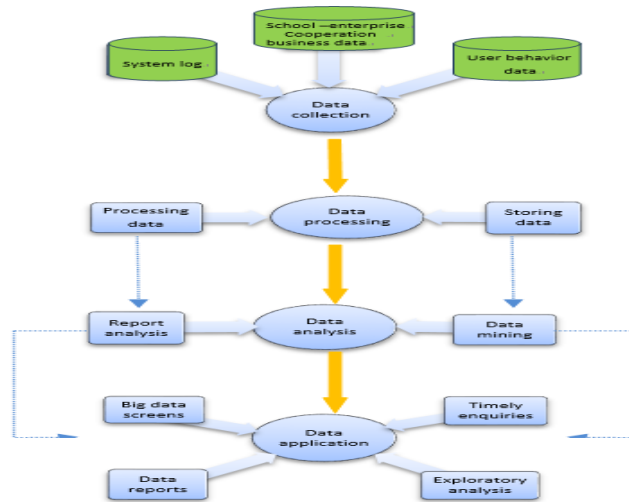 School –enterprise
Cooperation
business data
System log
User behavior
data
Data
collection
Processing
data
Data
processing
Storing
data
Report
analysis
Data
analysis
Data
mining
Big data
screens
Timely
enquiries
Data
application
Data
reports
Exploratory
analysis